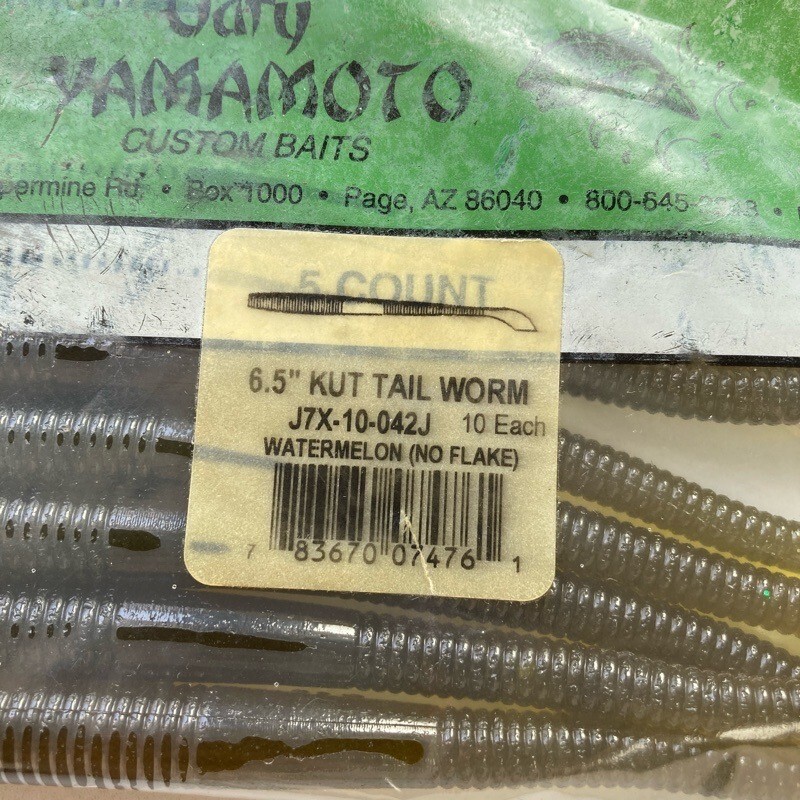 Gary
YAMAMOTO
CUSTOM BAITS
Rd. • Box 1000 • Page, AZ 86040 • 800-645-
5 COUNT
6.5" KUT TAIL WORM
J7X-10-042J 10 Each
WATERMELON (NO FLAKE)
7 83670 07476 1